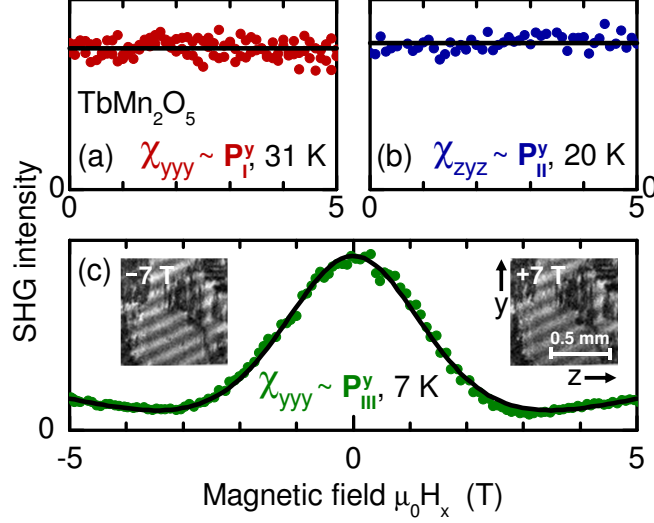 TbMn₂O₅
(a) χyyy ~ Pᴵʸ, 31 K
0
0 5
(b) χzyz ~ Pᴵᴵʸ, 20 K
0
0 5
SHG intensity
(c)
−7 T
+7 T
y
0.5 mm
z
χyyy ~ Pᴵᴵᴵʸ, 7 K
0
-5 0 5
Magnetic field μ₀Hₓ (T)